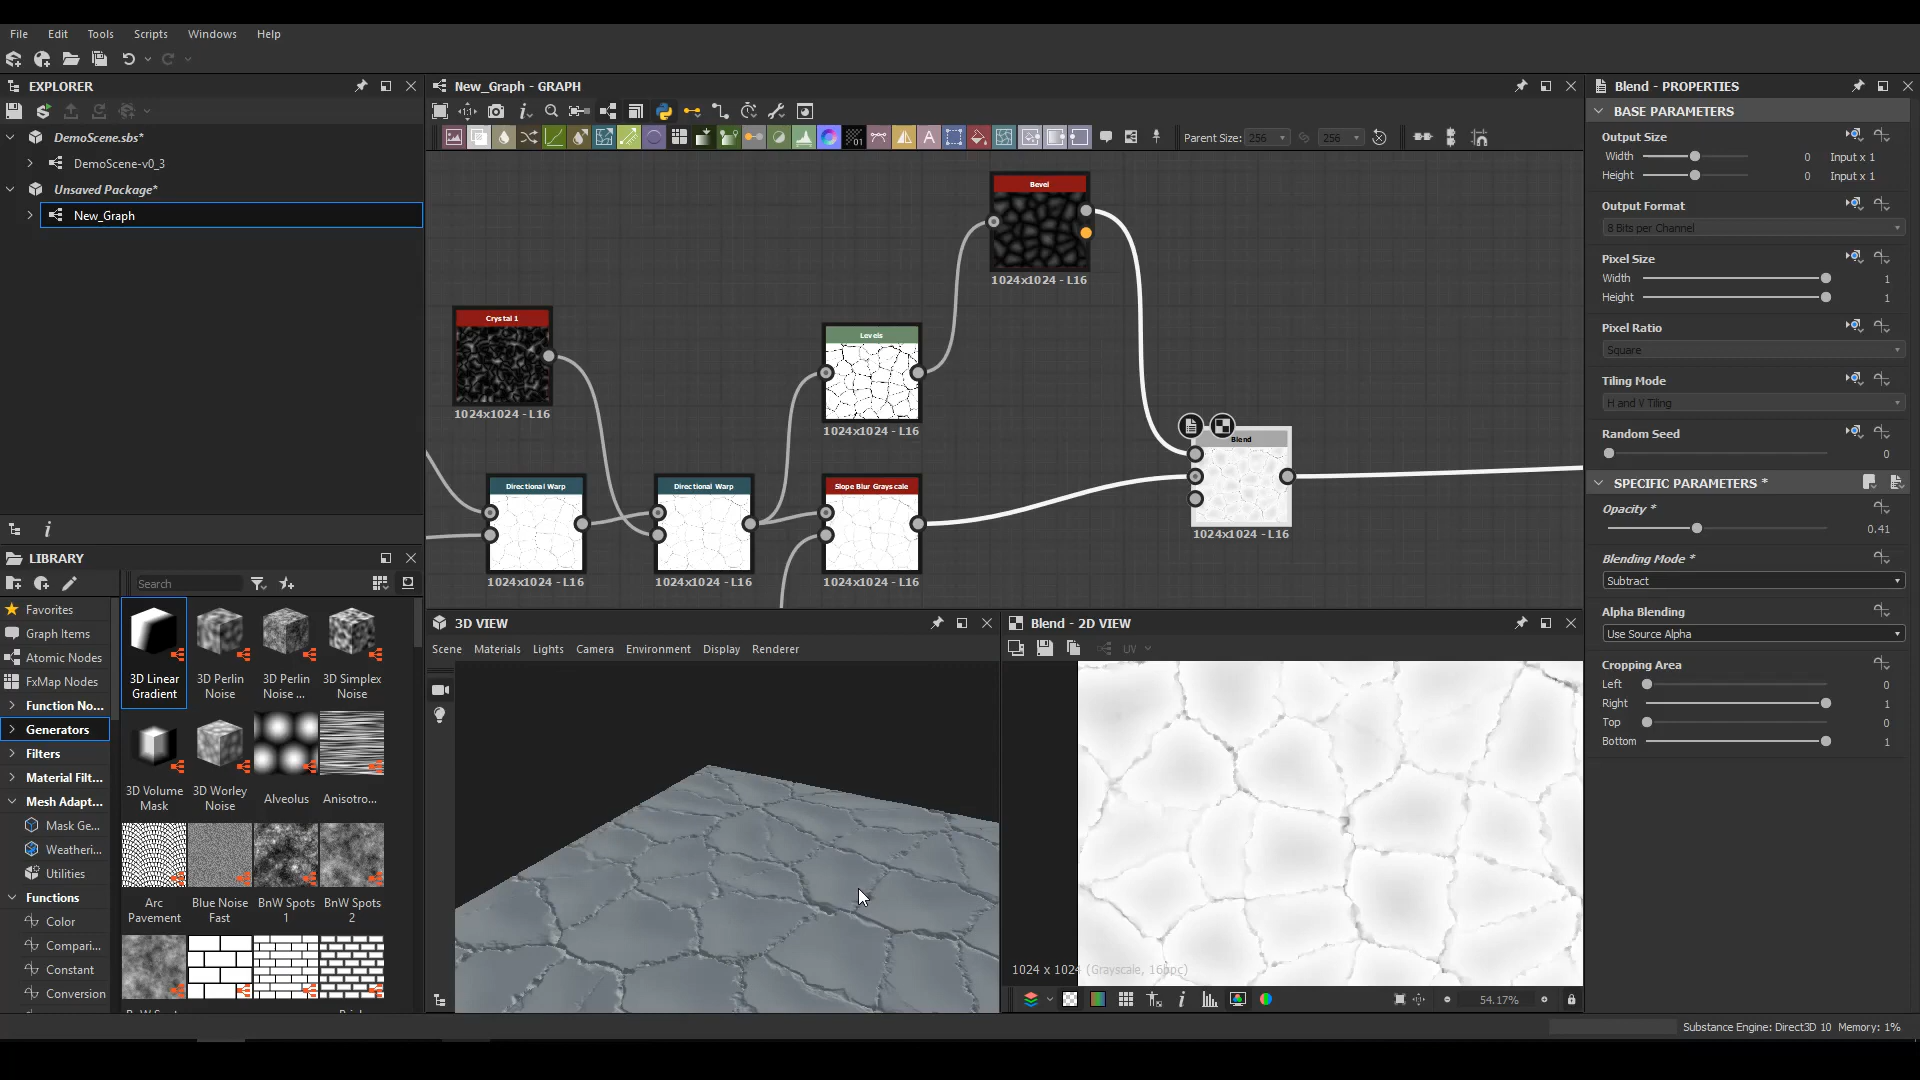 File Edit Tools Scripts Windows Help
EXPLORER
DemoScene.sbs*
DemoScene-v0_3
Unsaved Package*
New_Graph
LIBRARY
Search
Favorites
Graph Items
Atomic Nodes
FxMap Nodes
Function No...
Generators
Filters
Material Filt...
Mesh Adapt...
Mask Ge...
Weatheri...
Utilities
Functions
Color
Compari...
Constant
Conversion
3D Linear Gradient
3D Perlin Noise
3D Perlin Noise ...
3D Simplex Noise
3D Volume Mask
3D Worley Noise
Alveolus
Anisotro...
Arc Pavement
Blue Noise Fast
BnW Spots 1
BnW Spots 2
New_Graph - GRAPH
Parent Size: 256 256
Bevel
1024x1024 - L16
Crystal 1
1024x1024 - L16
Levels
1024x1024 - L16
Blend
1024x1024 - L16
Directional Warp
1024x1024 - L16
Directional Warp
1024x1024 - L16
Slope Blur Grayscale
1024x1024 - L16
3D VIEW
Scene Materials Lights Camera Environment Display Renderer
Blend - 2D VIEW
UV
1024 x 1024 (Grayscale, 16bpc)
54.17%
Blend - PROPERTIES
BASE PARAMETERS
Output Size
Width 0 Input x 1
Height 0 Input x 1
Output Format
8 Bits per Channel
Pixel Size
Width 1
Height 1
Pixel Ratio
Square
Tiling Mode
H and V Tiling
Random Seed
0
SPECIFIC PARAMETERS *
Opacity *
0.41
Blending Mode *
Subtract
Alpha Blending
Use Source Alpha
Cropping Area
Left 0
Right 1
Top 0
Bottom 1
Substance Engine: Direct3D 10 Memory: 1%